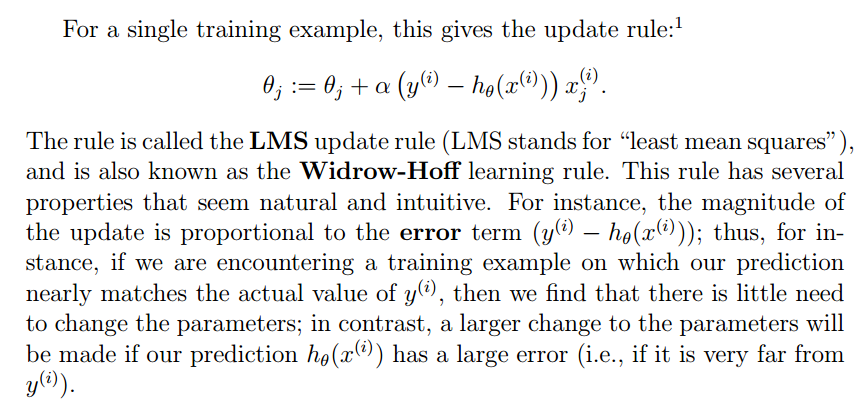 For a single training example, this gives the update rule:¹
θⱼ := θⱼ + α (y⁽ⁱ⁾ − h_θ(x⁽ⁱ⁾)) xⱼ⁽ⁱ⁾.
The rule is called the LMS update rule (LMS stands for “least mean squares”),
and is also known as the Widrow-Hoff learning rule. This rule has several
properties that seem natural and intuitive. For instance, the magnitude of
the update is proportional to the error term (y⁽ⁱ⁾ − h_θ(x⁽ⁱ⁾)); thus, for in-
stance, if we are encountering a training example on which our prediction
nearly matches the actual value of y⁽ⁱ⁾, then we find that there is little need
to change the parameters; in contrast, a larger change to the parameters will
be made if our prediction h_θ(x⁽ⁱ⁾) has a large error (i.e., if it is very far from
y⁽ⁱ⁾).